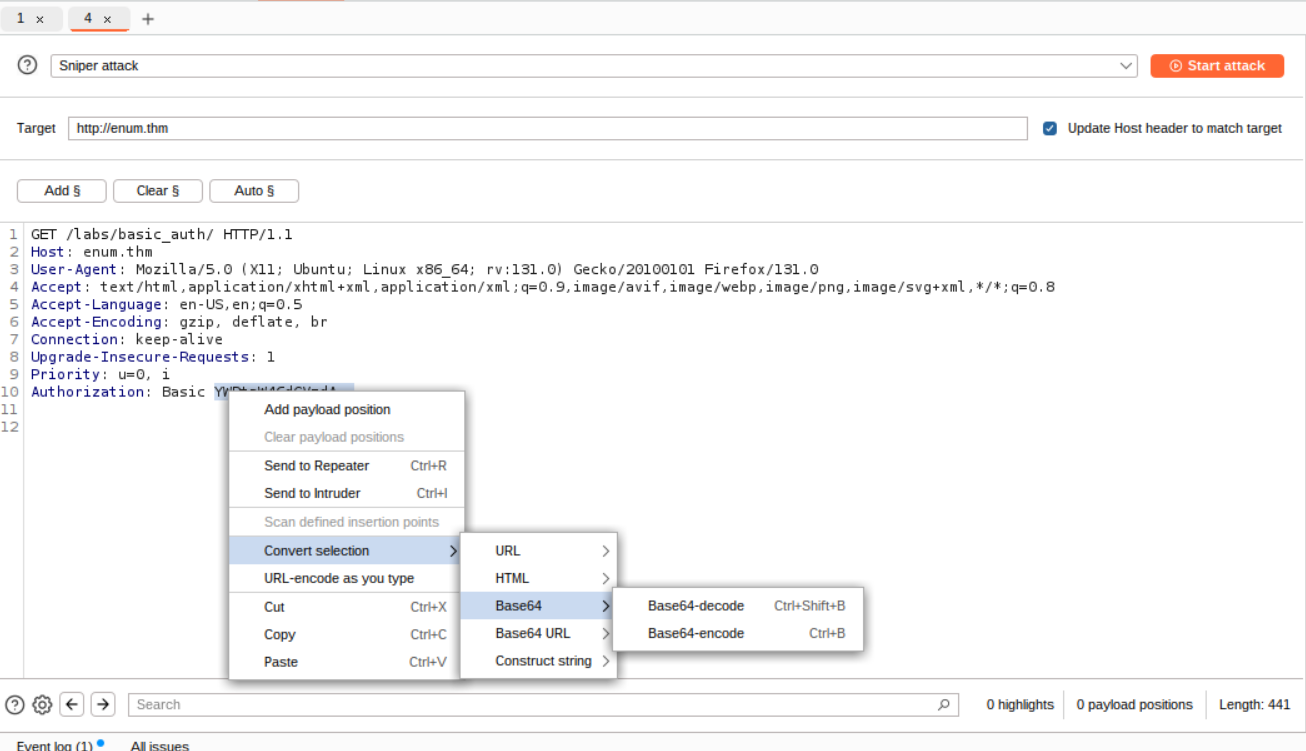 1 × 4 × +
Sniper attack
Start attack
Target http://enum.thm Update Host header to match target
Add § Clear § Auto §
1 GET /labs/basic_auth/ HTTP/1.1
2 Host: enum.thm
3 User-Agent: Mozilla/5.0 (X11; Ubuntu; Linux x86_64; rv:131.0) Gecko/20100101 Firefox/131.0
4 Accept: text/html,application/xhtml+xml,application/xml;q=0.9,image/avif,image/webp,image/png,image/svg+xml,*/*;q=0.8
5 Accept-Language: en-US,en;q=0.5
6 Accept-Encoding: gzip, deflate, br
7 Connection: keep-alive
8 Upgrade-Insecure-Requests: 1
9 Priority: u=0, i
10 Authorization: Basic
11
12
Add payload position
Clear payload positions
Send to Repeater Ctrl+R
Send to Intruder Ctrl+I
Scan defined insertion points
Convert selection
URL-encode as you type
Cut Ctrl+X
Copy Ctrl+C
Paste Ctrl+V
URL
HTML
Base64
Base64 URL
Construct string
Base64-decode Ctrl+Shift+B
Base64-encode Ctrl+B
Search
0 highlights 0 payload positions Length: 441
Event log (1) All issues